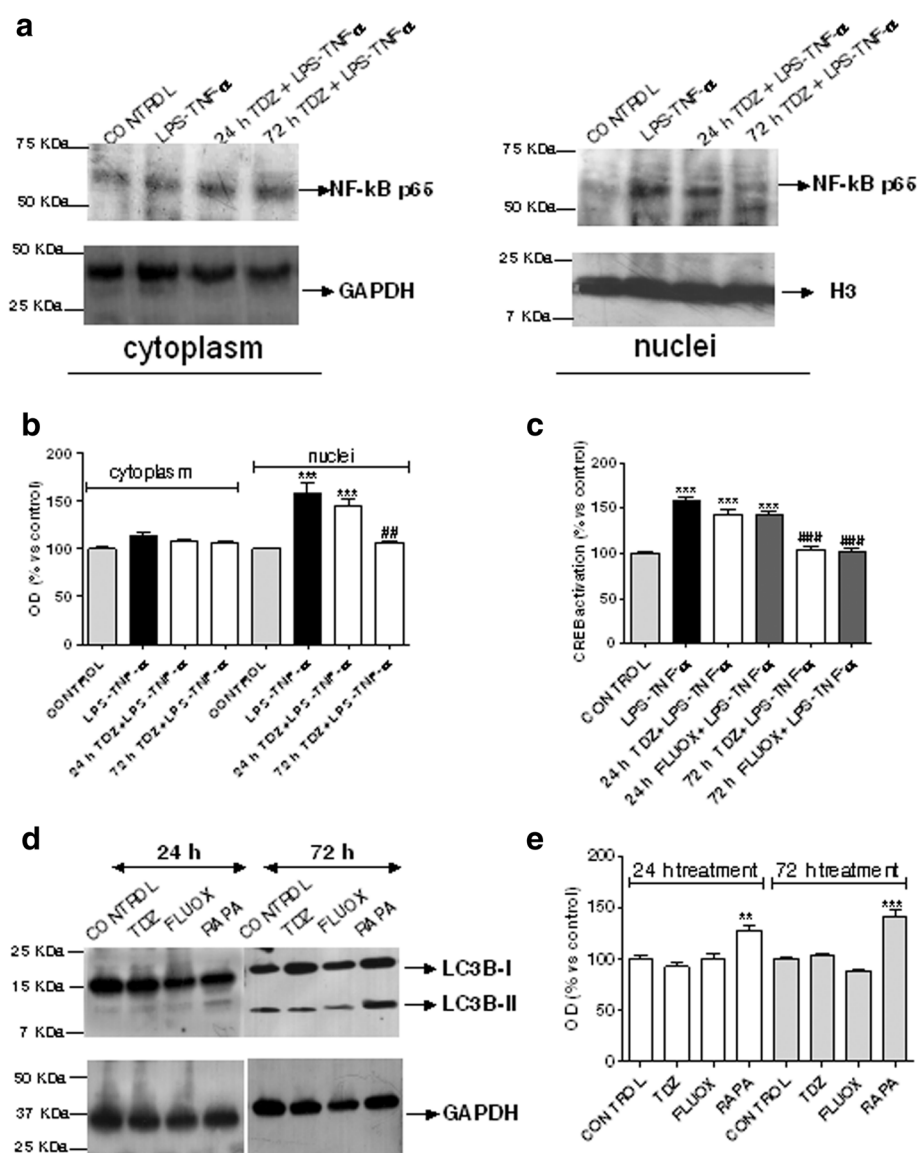 a
CONTROL
LPS-TNF-α
24 h TDZ + LPS-TNF-α
72 h TDZ + LPS-TNF-α
75 KDa
50 KDa
NF-kB p65
50 KDa
25 KDa
GAPDH
cytoplasm
CONTROL
LPS-TNF-α
24 h TDZ + LPS-TNF-α
72 h TDZ + LPS-TNF-α
75 KDa
50 KDa
NF-kB p65
25 KDa
7 KDa
H3
nuclei
b
OD (% vs control)
200
150
100
50
0
cytoplasm
nuclei
***
***
##
CONTROL
LPS-TNF-α
24 h TDZ+LPS-TNF-α
72 h TDZ+LPS-TNF-α
CONTROL
LPS-TNF-α
24 h TDZ+LPS-TNF-α
72 h TDZ+LPS-TNF-α
c
CREB activation (% vs control)
200
150
100
50
0
***
***
***
###
###
CONTROL
LPS-TNF-α
24 h TDZ+ LPS-TNF-α
24 h FLUOX+ LPS-TNF-α
72 h TDZ+ LPS-TNF-α
72 h FLUOX+ LPS-TNF-α
d
24 h
72 h
CONTROL
TDZ
FLUOX
RAPA
CONTROL
TDZ
FLUOX
RAPA
25 KDa
15 KDa
7 KDa
LC3B-I
LC3B-II
50 KDa
37 KDa
25 KDa
GAPDH
e
OD (% vs control)
200
150
100
50
0
24 h treatment
72 h treatment
**
***
CONTROL
TDZ
FLUOX
RAPA
CONTROL
TDZ
FLUOX
RAPA